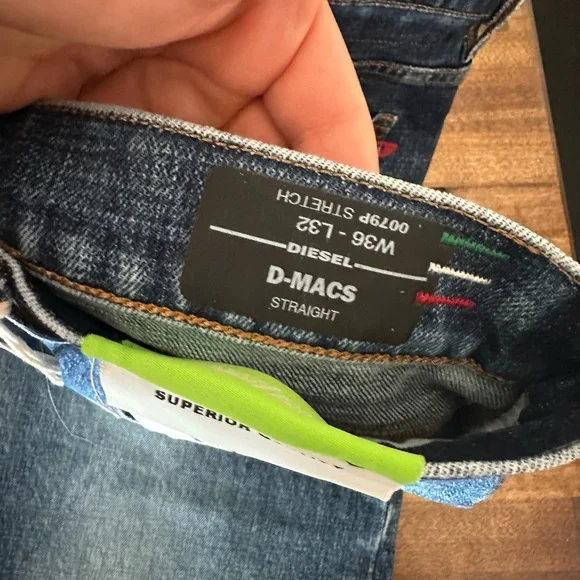 0079P STRETCH
W36 - L32
DIESEL
D-MACS
STRAIGHT
SUPERIOR